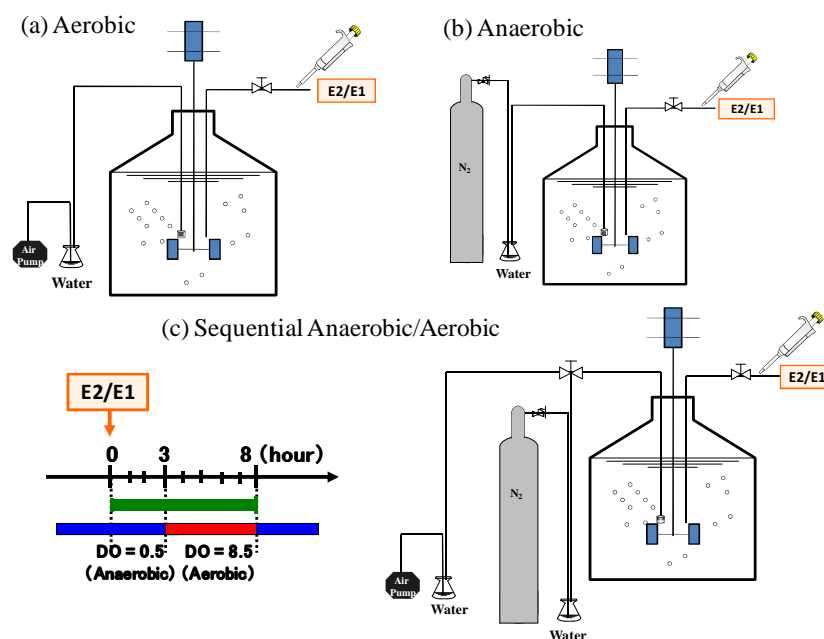 (a) Aerobic
E2/E1
Air
Pump
Water
(b) Anaerobic
E2/E1
N₂
Water
(c) Sequential Anaerobic/Aerobic
E2/E1
0 3 8 (hour)
DO = 0.5 DO = 8.5
(Anaerobic) (Aerobic)
E2/E1
N₂
Air
Pump
Water
Water